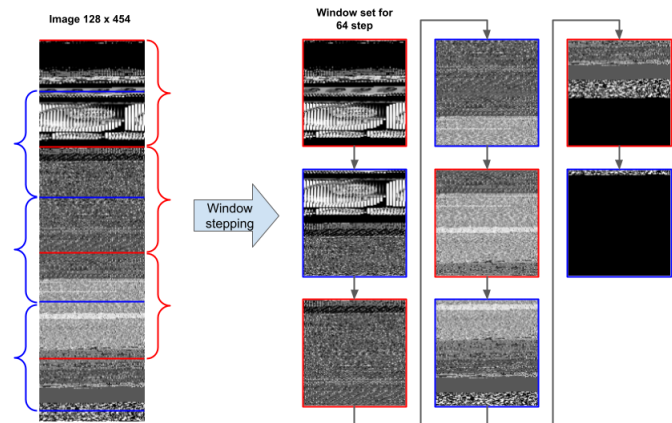 Image 128 x 454
Window set for
64 step
Window
stepping